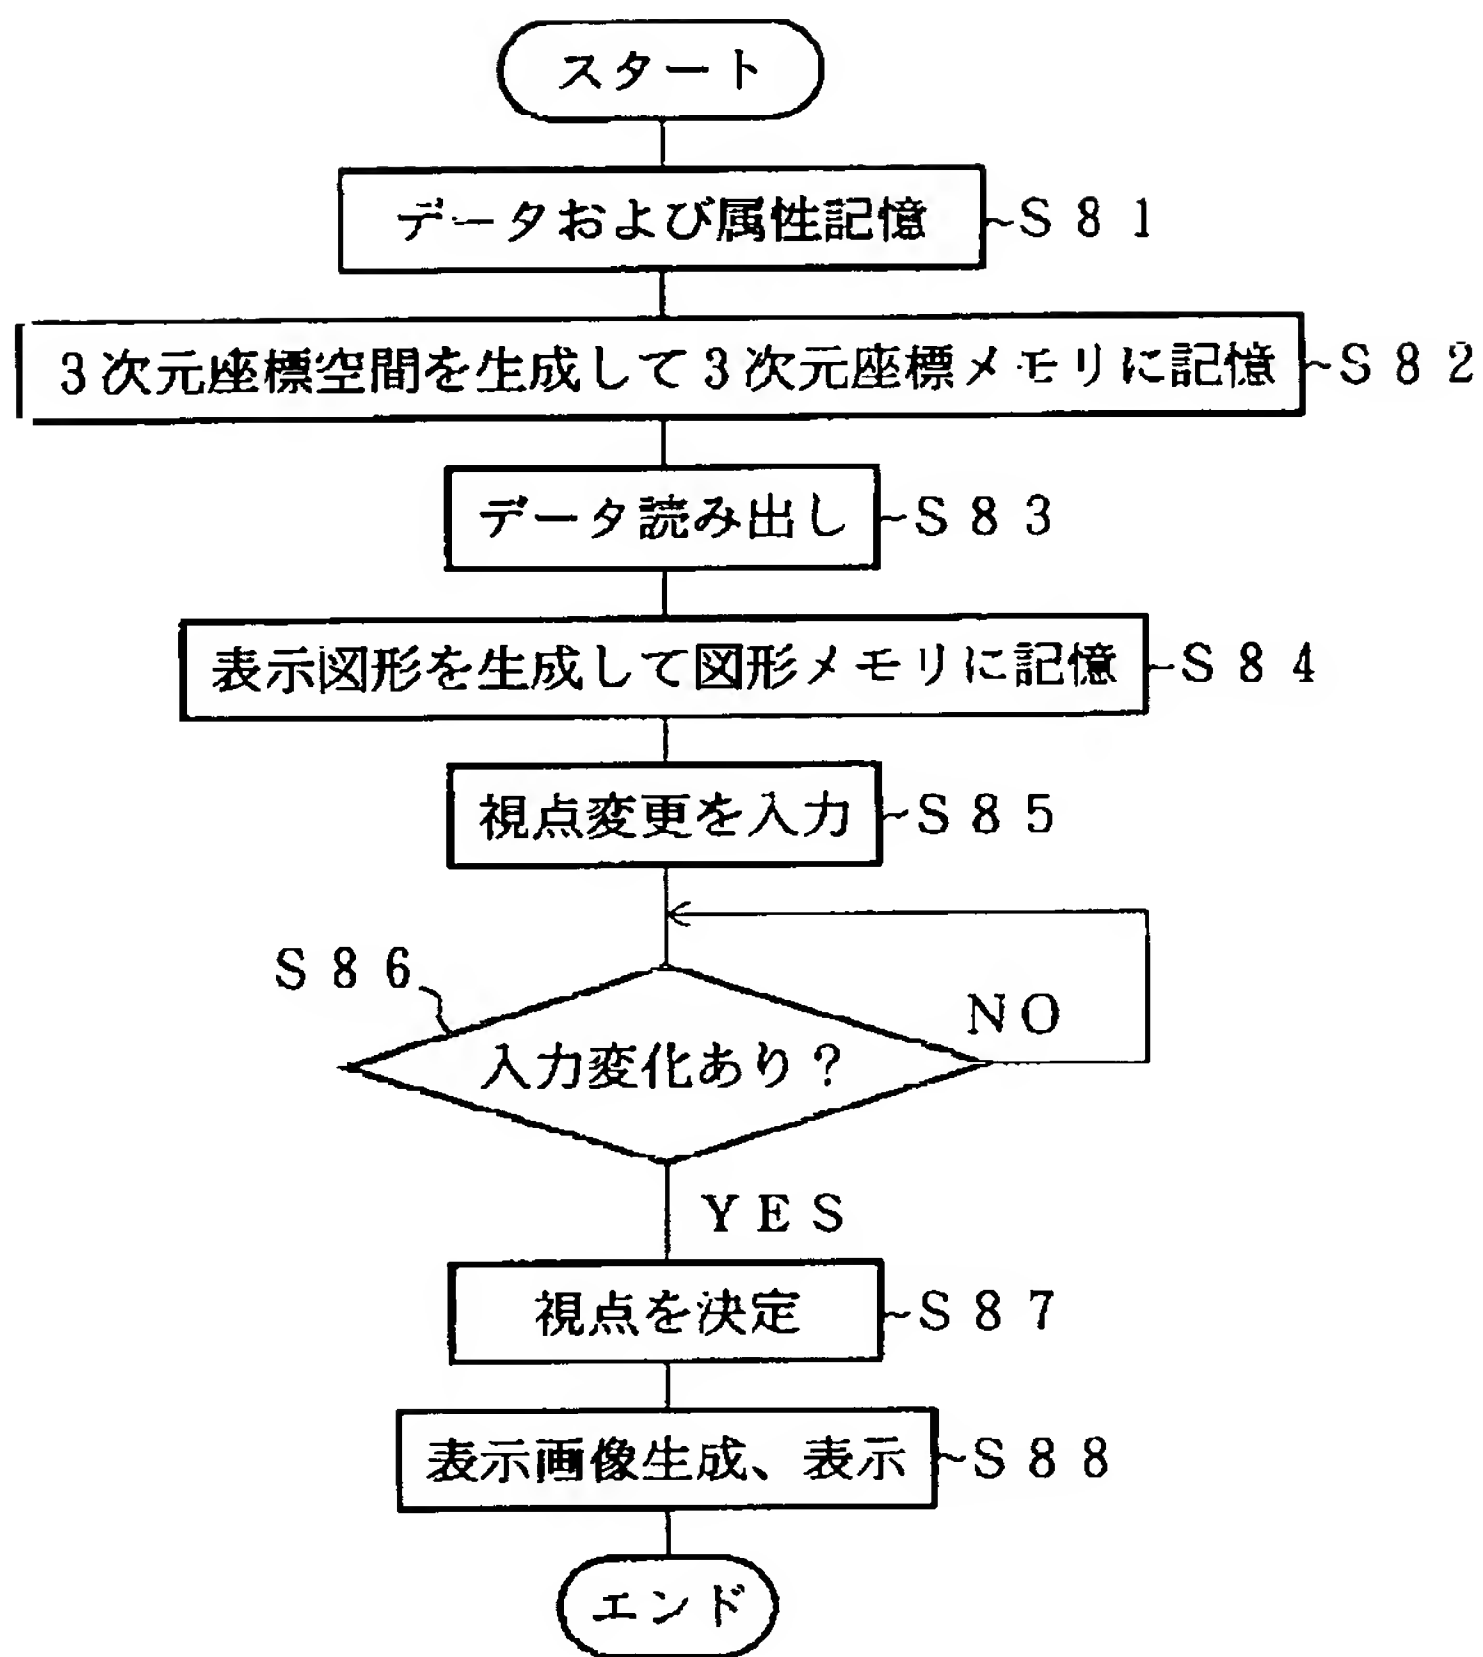 スタート
データおよび属性記憶 S81
3次元座標空間を生成して3次元座標メモリに記憶 S82
データ読み出し S83
表示図形を生成して図形メモリに記憶 S84
視点変更を入力 S85
S86
NO
入力変化あり?
YES
視点を決定 S87
表示画像生成、表示 S88
エンド